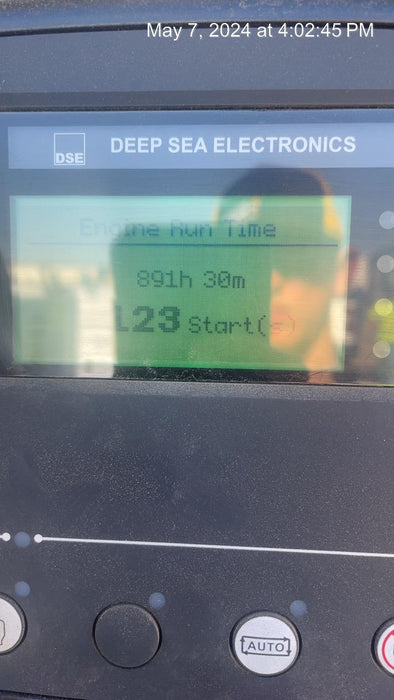 May 7, 2024 at 4:02:45 PM
DSE DEEP SEA ELECTRONICS
Engine Run Time
891h 30m
123 Start(s)
AUTO